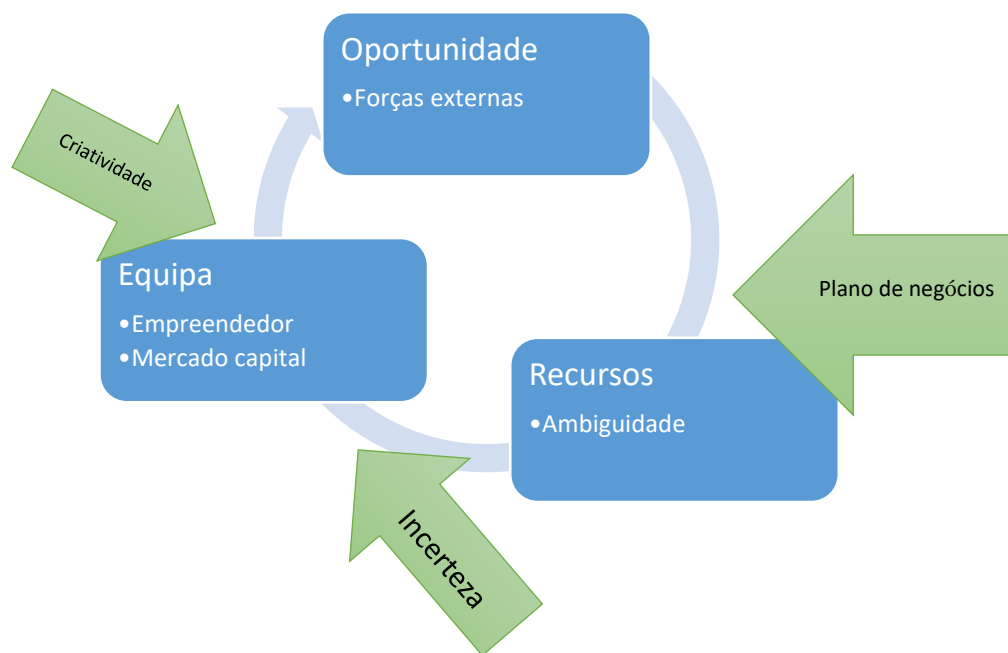 Oportunidade
•Forças externas
Criatividade
Equipa
•Empreendedor
•Mercado capital
Plano de negócios
Recursos
•Ambiguidade
Incerteza